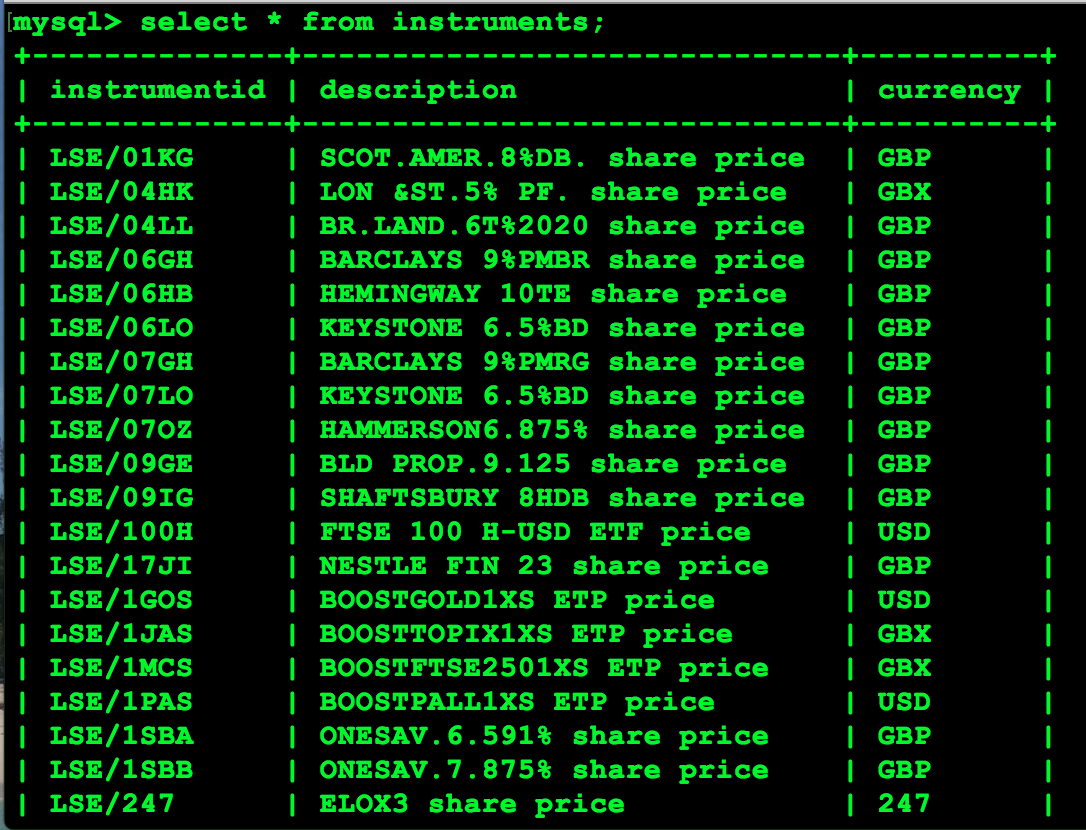 [mysql> select * from instruments;
+--------------+------------------------------+----------+
| instrumentid | description                  | currency |
+--------------+------------------------------+----------+
| LSE/01KG     | SCOT.AMER.8%DB. share price  | GBP      |
| LSE/04HK     | LON &ST.5% PF. share price   | GBX      |
| LSE/04LL     | BR.LAND.6T%2020 share price  | GBP      |
| LSE/06GH     | BARCLAYS 9%PMBR share price  | GBP      |
| LSE/06HB     | HEMINGWAY 10TE share price   | GBP      |
| LSE/06LO     | KEYSTONE 6.5%BD share price  | GBP      |
| LSE/07GH     | BARCLAYS 9%PMRG share price  | GBP      |
| LSE/07LO     | KEYSTONE 6.5%BD share price  | GBP      |
| LSE/07OZ     | HAMMERSON6.875% share price  | GBP      |
| LSE/09GE     | BLD PROP.9.125 share price   | GBP      |
| LSE/09IG     | SHAFTSBURY 8HDB share price  | GBP      |
| LSE/100H     | FTSE 100 H-USD ETF price     | USD      |
| LSE/17JI     | NESTLE FIN 23 share price    | GBP      |
| LSE/1GOS     | BOOSTGOLD1XS ETP price       | USD      |
| LSE/1JAS     | BOOSTTOPIX1XS ETP price      | GBX      |
| LSE/1MCS     | BOOSTFTSE2501XS ETP price    | GBX      |
| LSE/1PAS     | BOOSTPALL1XS ETP price       | USD      |
| LSE/1SBA     | ONESAV.6.591% share price    | GBP      |
| LSE/1SBB     | ONESAV.7.875% share price    | GBP      |
| LSE/247      | ELOX3 share price            | 247      |